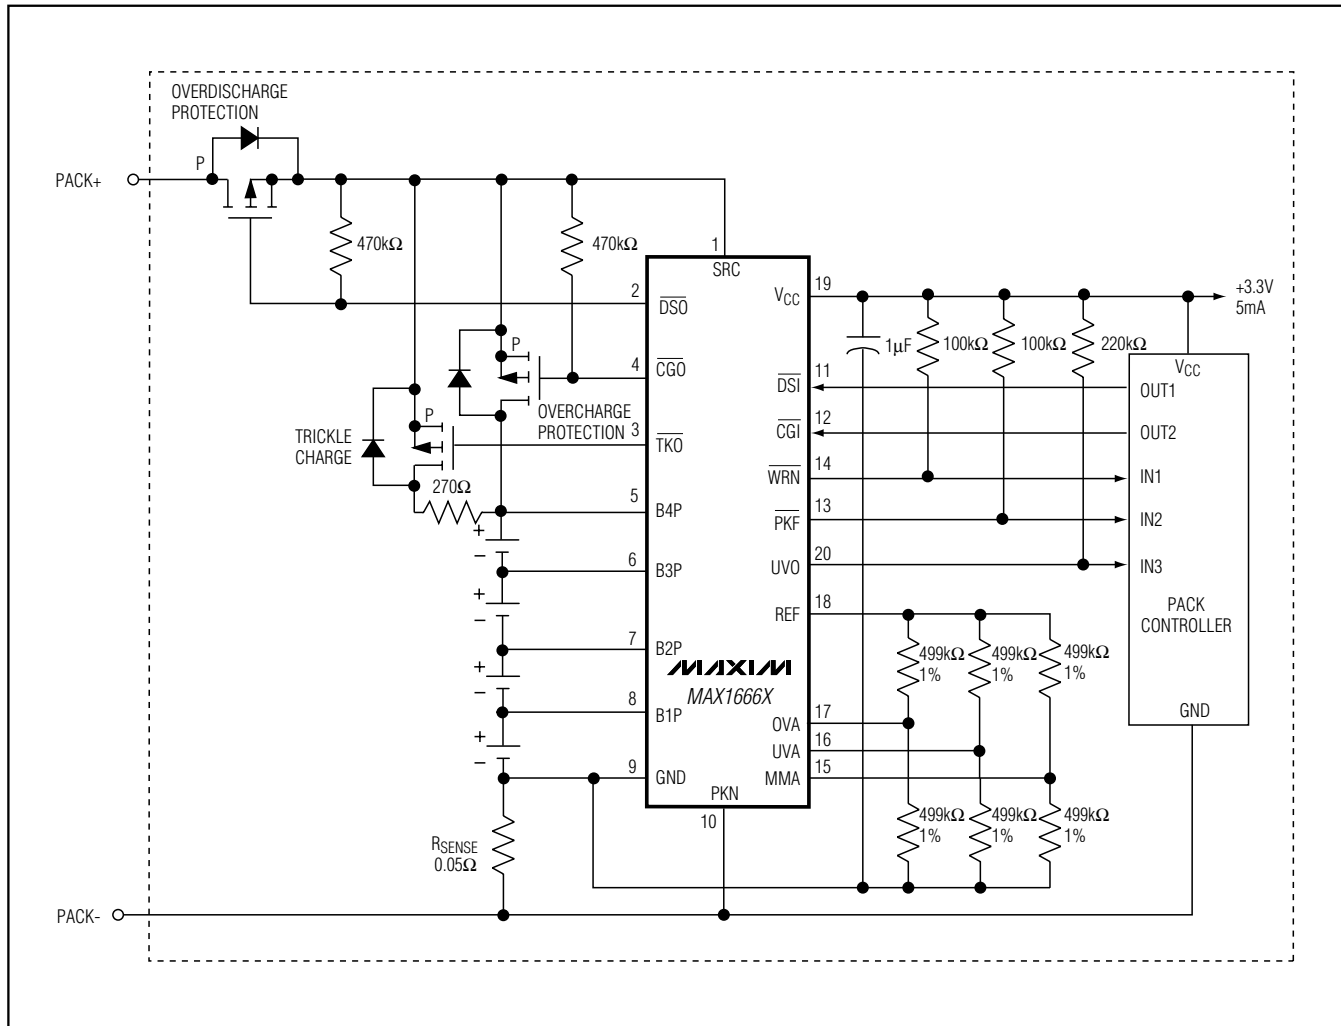 OVERDISCHARGE
PROTECTION
P
PACK+
470kΩ
470kΩ
1
SRC
2
DSO
VCC
19
+3.3V
5mA
1μF
100kΩ
100kΩ
220kΩ
VCC
P
4
CGO
DSI
11
OUT1
OVERCHARGE
PROTECTION
CGI
12
OUT2
TRICKLE
CHARGE
P
3
TKO
WRN
14
IN1
270Ω
5
B4P
PKF
13
IN2
+
−
6
B3P
UVO
20
IN3
REF
18
PACK
CONTROLLER
+
−
7
B2P
499kΩ
1%
499kΩ
1%
499kΩ
1%
MAXIM
MAX1666X
+
−
8
B1P
OVA
17
UVA
16
GND
+
−
9
GND
MMA
15
PKN
10
499kΩ
1%
499kΩ
1%
499kΩ
1%
RSENSE
0.05Ω
PACK-